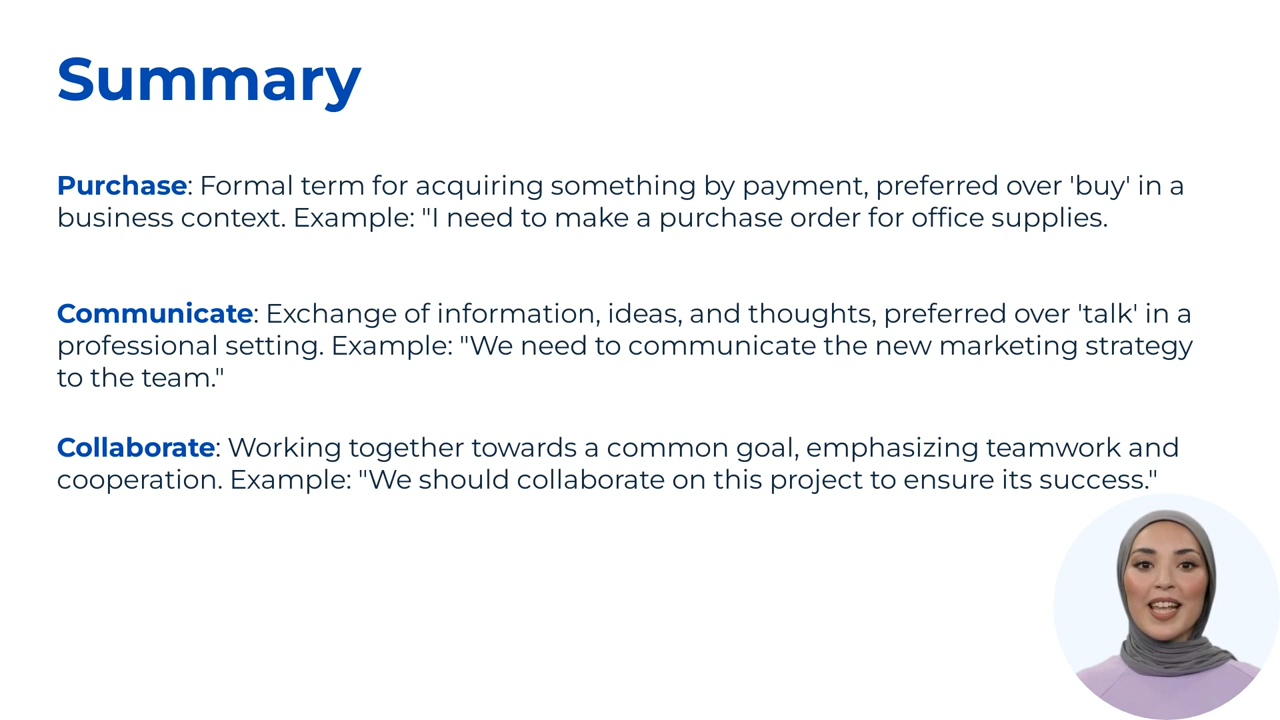 Summary
Purchase: Formal term for acquiring something by payment, preferred over 'buy' in a
business context. Example: "I need to make a purchase order for office supplies.
Communicate: Exchange of information, ideas, and thoughts, preferred over 'talk' in a
professional setting. Example: "We need to communicate the new marketing strategy
to the team."
Collaborate: Working together towards a common goal, emphasizing teamwork and
cooperation. Example: "We should collaborate on this project to ensure its success."